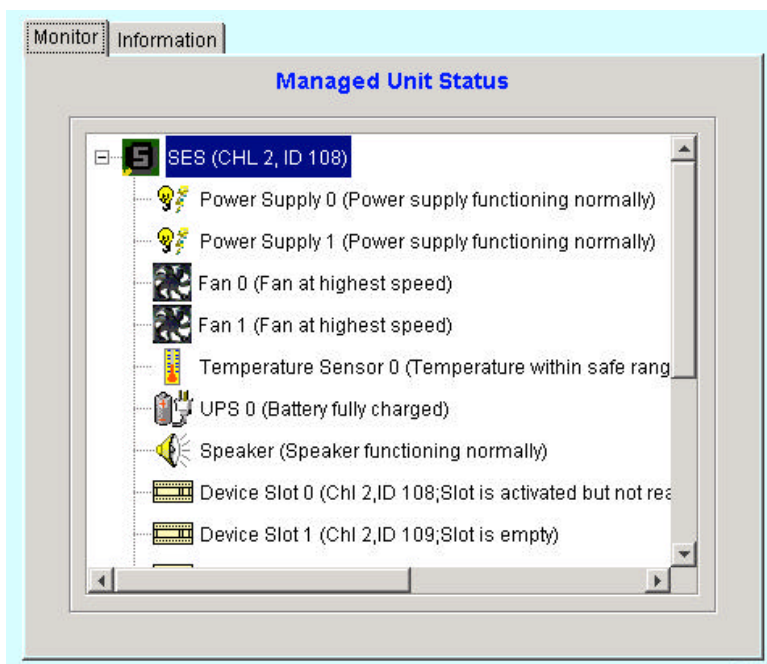 Monitor Information
Managed Unit Status
SES (CHL 2, ID 108)
Power Supply 0 (Power supply functioning normally)
Power Supply 1 (Power supply functioning normally)
Fan 0 (Fan at highest speed)
Fan 1 (Fan at highest speed)
Temperature Sensor 0 (Temperature within safe rang
UPS 0 (Battery fully charged)
Speaker (Speaker functioning normally)
Device Slot 0 (Chl 2,ID 108;Slot is activated but not rea
Device Slot 1 (Chl 2,ID 109;Slot is empty)